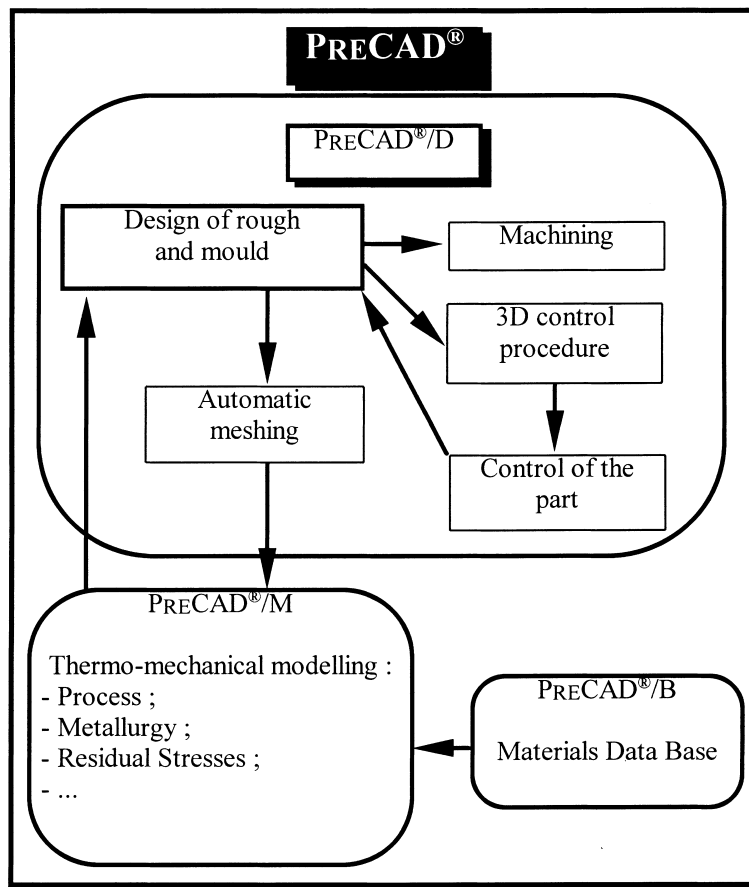 PRECAD®
PRECAD®/D
Design of rough
and mould
Machining
3D control
procedure
Automatic
meshing
Control of the
part
PRECAD®/M
Thermo-mechanical modelling :
- Process ;
- Metallurgy ;
- Residual Stresses ;
- ...
PRECAD®/B
Materials Data Base